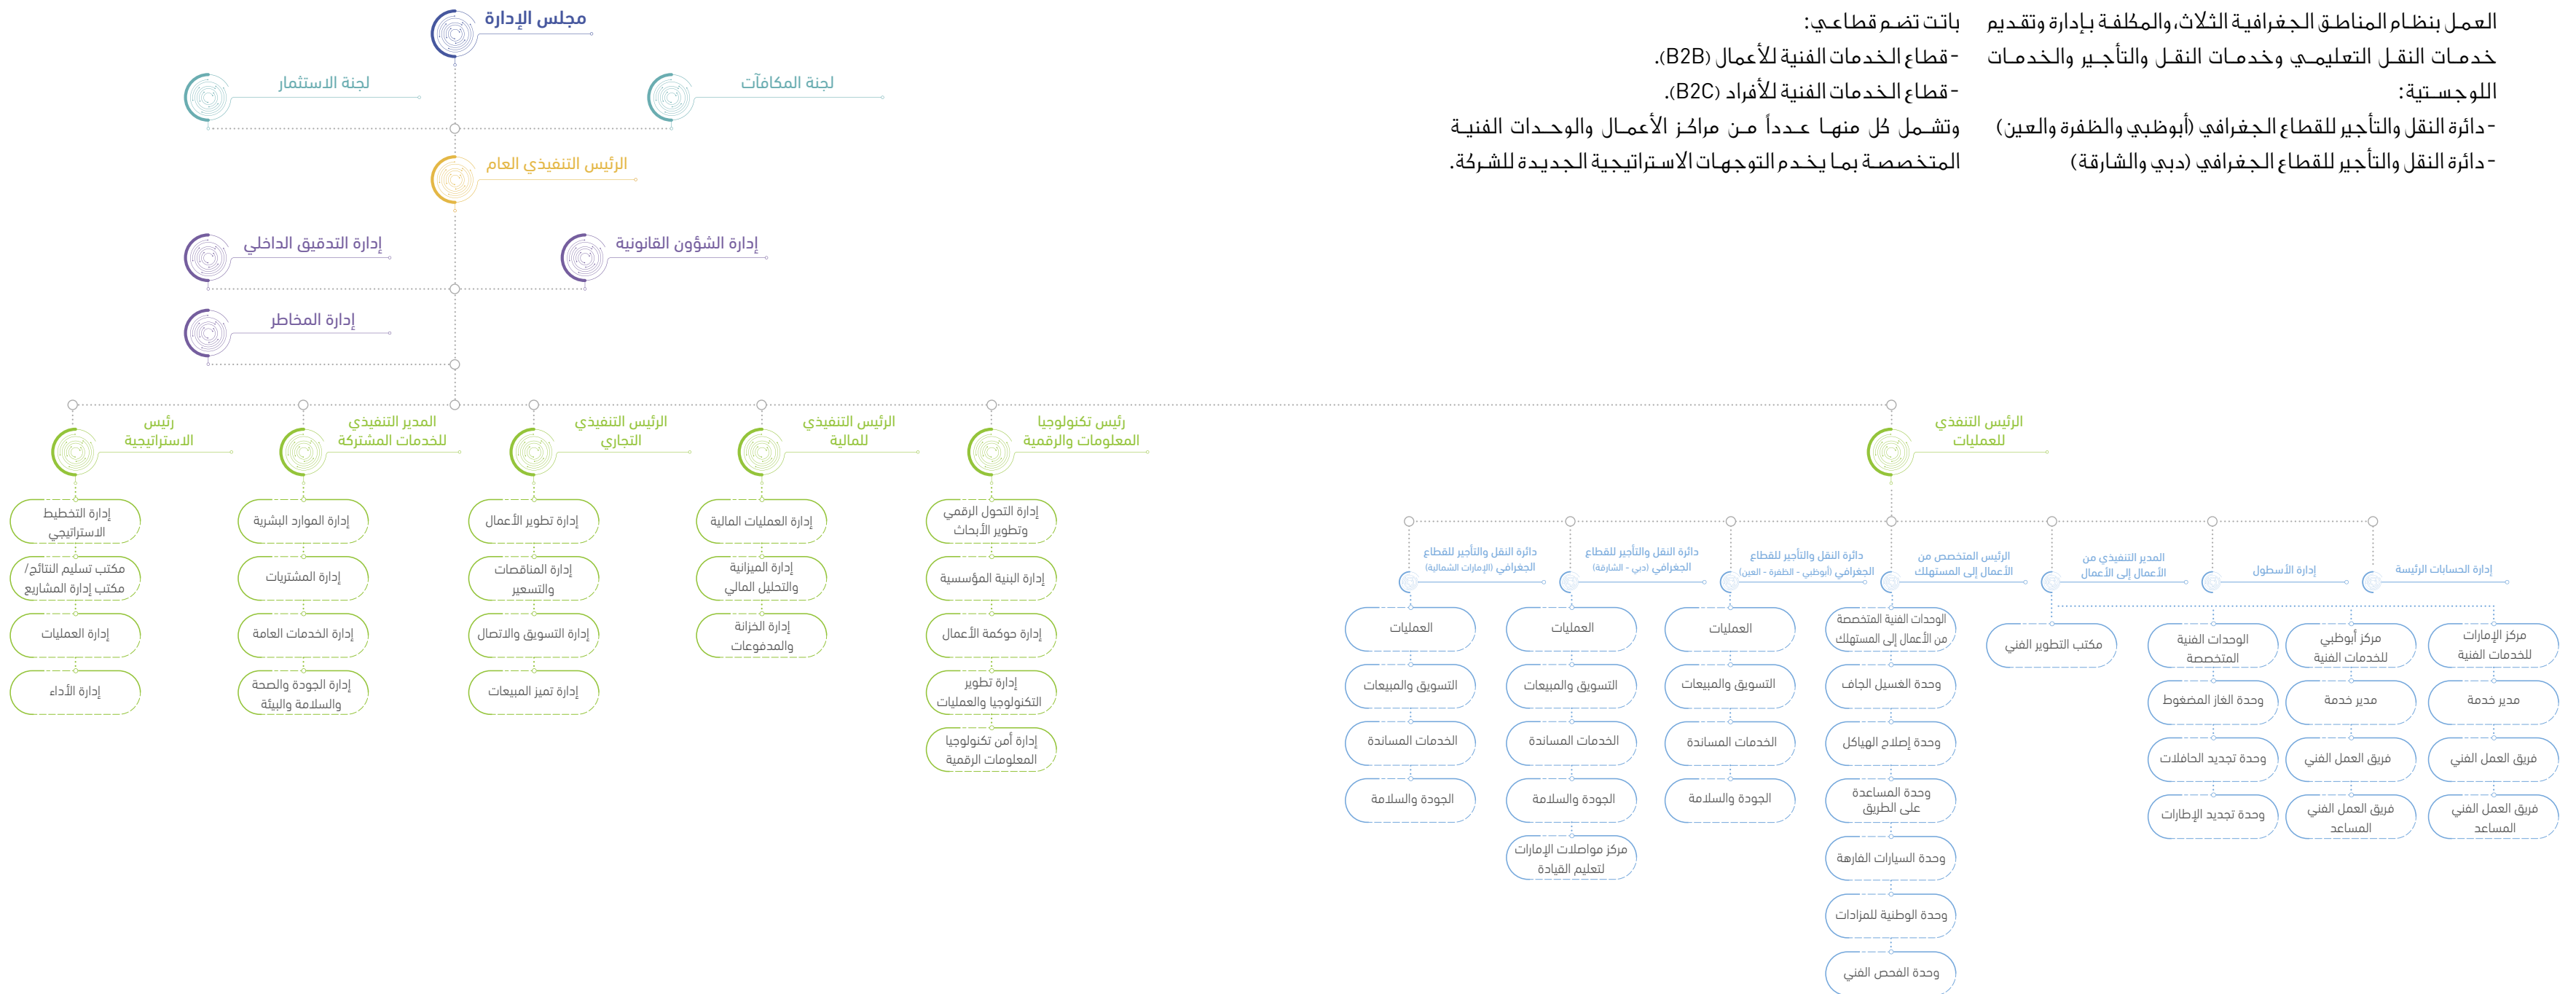 العمل بنظام المناطق الجغرافية الثلاث، والمكلفة بإدارة وتقديم
خدمات النقل التعليمي وخدمات النقل والتأجير والخدمات
اللوجستية:
- دائرة النقل والتأجير للقطاع الجغرافي (أبوظبي والظفرة والعين)
- دائرة النقل والتأجير للقطاع الجغرافي (دبي والشارقة)
باتت تضم قطاعي:
- قطاع الخدمات الفنية للأعمال (B2B).
- قطاع الخدمات الفنية للأفراد (B2C).
وتشمل كل منها عدداً من مراكز الأعمال والوحدات الفنية
المتخصصة بما يخدم التوجهات الاستراتيجية الجديدة للشركة.
مجلس الإدارة
لجنة المكافآت
لجنة الاستثمار
الرئيس التنفيذي العام
إدارة الشؤون القانونية
إدارة التدقيق الداخلي
إدارة المخاطر
الرئيس التنفذي
للعمليات
إدارة الحسابات الرئيسة
إدارة الأسطول
المدير التنفيذي من
الأعمال إلى الأعمال
مركز الإمارات
للخدمات الفنية
مدير خدمة
فريق العمل الفني
فريق العمل الفني
المساعد
مركز أبوظبي
للخدمات الفنية
مدير خدمة
فريق العمل الفني
فريق العمل الفني
المساعد
الوحدات الفنية
المتخصصة
وحدة الغاز المضغوط
وحدة تجديد الحافلات
وحدة تجديد الإطارات
مكتب التطوير الفني
الرئيس المتخصص من
الأعمال إلى المستهلك
الوحدات الفنية المتخصصة
من الأعمال إلى المستهلك
وحدة الغسيل الجاف
وحدة إصلاح الهياكل
وحدة المساعدة
على الطريق
وحدة السيارات الفارهة
وحدة الوطنية للمزادات
وحدة الفحص الفني
دائرة النقل والتأجير للقطاع
الجغرافي (أبوظبي - الظفرة - العين)
العمليات
التسويق والمبيعات
الخدمات المساندة
الجودة والسلامة
دائرة النقل والتأجير للقطاع
الجغرافي (دبي - الشارقة)
العمليات
التسويق والمبيعات
الخدمات المساندة
الجودة والسلامة
مركز مواصلات الإمارات
لتعليم القيادة
دائرة النقل والتأجير للقطاع
الجغرافي (الإمارات الشمالية)
العمليات
التسويق والمبيعات
الخدمات المساندة
الجودة والسلامة
رئيس تكنولوجيا
المعلومات والرقمية
إدارة التحول الرقمي
وتطوير الأبحاث
إدارة البنية المؤسسية
إدارة حوكمة الأعمال
إدارة تطوير
التكنولوجيا والعمليات
إدارة أمن تكنولوجيا
المعلومات الرقمية
الرئيس التنفيذي
للمالية
إدارة العمليات المالية
إدارة الميزانية
والتحليل المالي
إدارة الخزانة
والمدفوعات
الرئيس التنفيذي
التجاري
إدارة تطوير الأعمال
إدارة المناقصات
والتسعير
إدارة التسويق والاتصال
إدارة تميز المبيعات
المدير التنفيذي
للخدمات المشتركة
إدارة الموارد البشرية
إدارة المشتريات
إدارة الخدمات العامة
إدارة الجودة والصحة
والسلامة والبيئة
رئيس
الاستراتيجية
إدارة التخطيط
الاستراتيجي
مكتب تسليم النتائج/
مكتب إدارة المشاريع
إدارة العمليات
إدارة الأداء